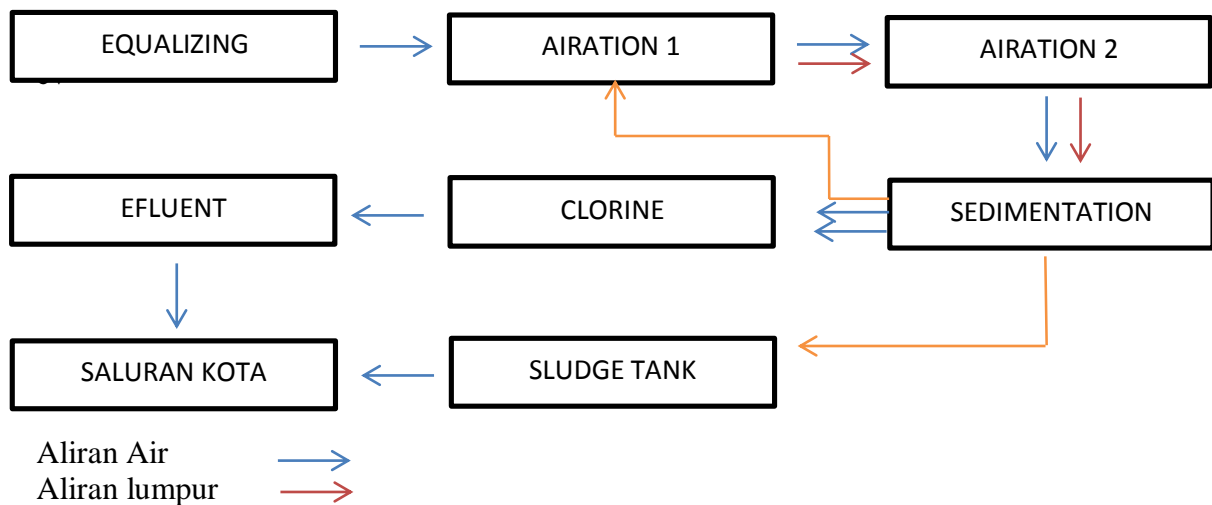 EQUALIZING
AIRATION 1
AIRATION 2
EFLUENT
CLORINE
SEDIMENTATION
SALURAN KOTA
SLUDGE TANK
Aliran Air
Aliran lumpur